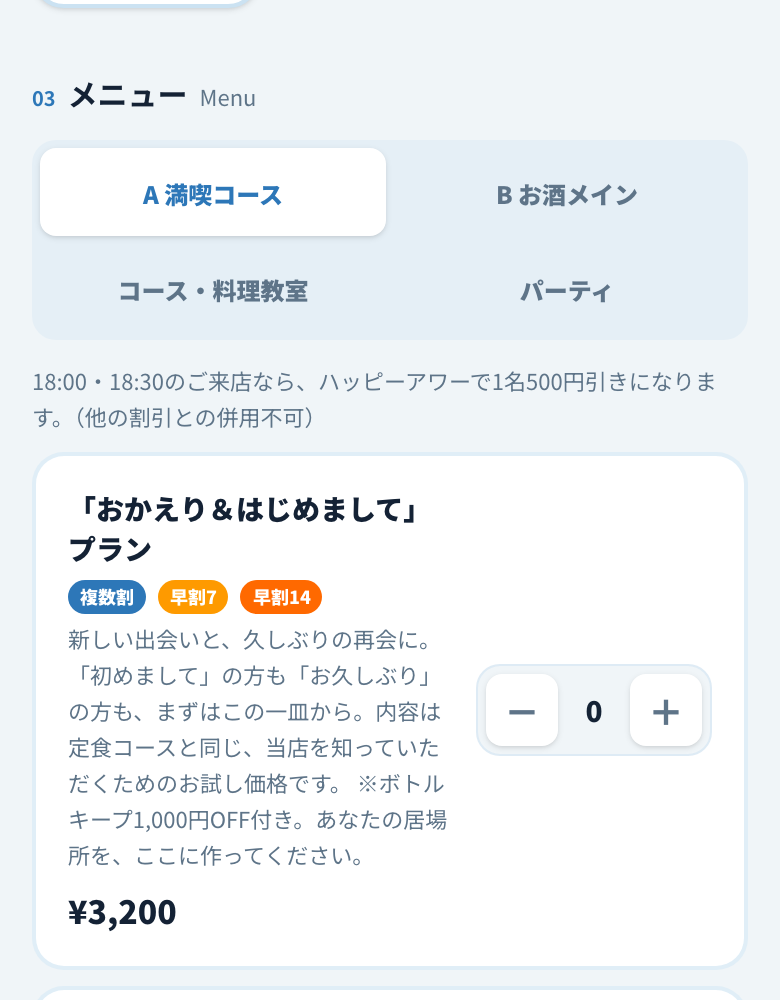 03 メニュー Menu
A 満喫コース
B お酒メイン
コース・料理教室
パーティ
18:00・18:30のご来店なら、ハッピーアワーで1名500円引きになりま
す。（他の割引との併用不可）
「おかえり＆はじめまして」
プラン
複数割 早割7 早割14
新しい出会いと、久しぶりの再会に。
「初めまして」の方も「お久しぶり」
の方も、まずはこの一皿から。内容は
定食コースと同じ、当店を知っていた
だくためのお試し価格です。 ※ボトル
キープ1,000円OFF付き。あなたの居場
所を、ここに作ってください。
¥3,200
− 0 +